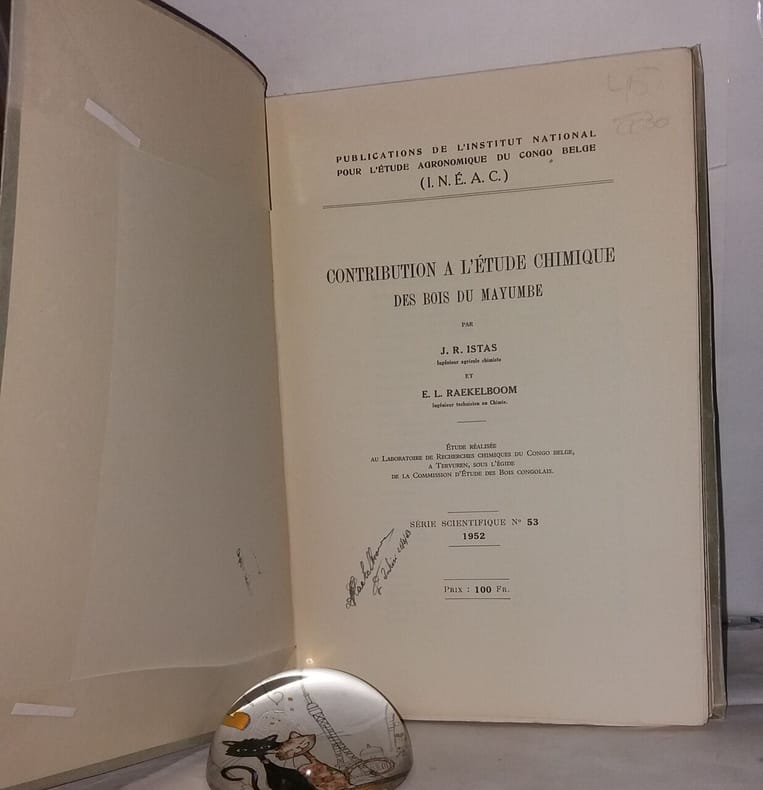 PUBLICATIONS DE L'INSTITUT NATIONAL
POUR L'ÉTUDE AGRONOMIQUE DU CONGO BELGE
(I. N. É. A. C.)
CONTRIBUTION A L'ÉTUDE CHIMIQUE
DES BOIS DU MAYUMBE
PAR
J. R. ISTAS
Ingénieur agricole chimiste
ET
E. L. RAEKELBOOM
Ingénieur technicien en Chimie.
ÉTUDE RÉALISÉE
AU LABORATOIRE DE RECHERCHES CHIMIQUES DU CONGO BELGE,
A TERVUREN, SOUS L'ÉGIDE
DE LA COMMISSION D'ÉTUDE DES BOIS CONGOLAIS.
SÉRIE SCIENTIFIQUE N° 53
1952
Raekelboom
PRIX : 100 FR.